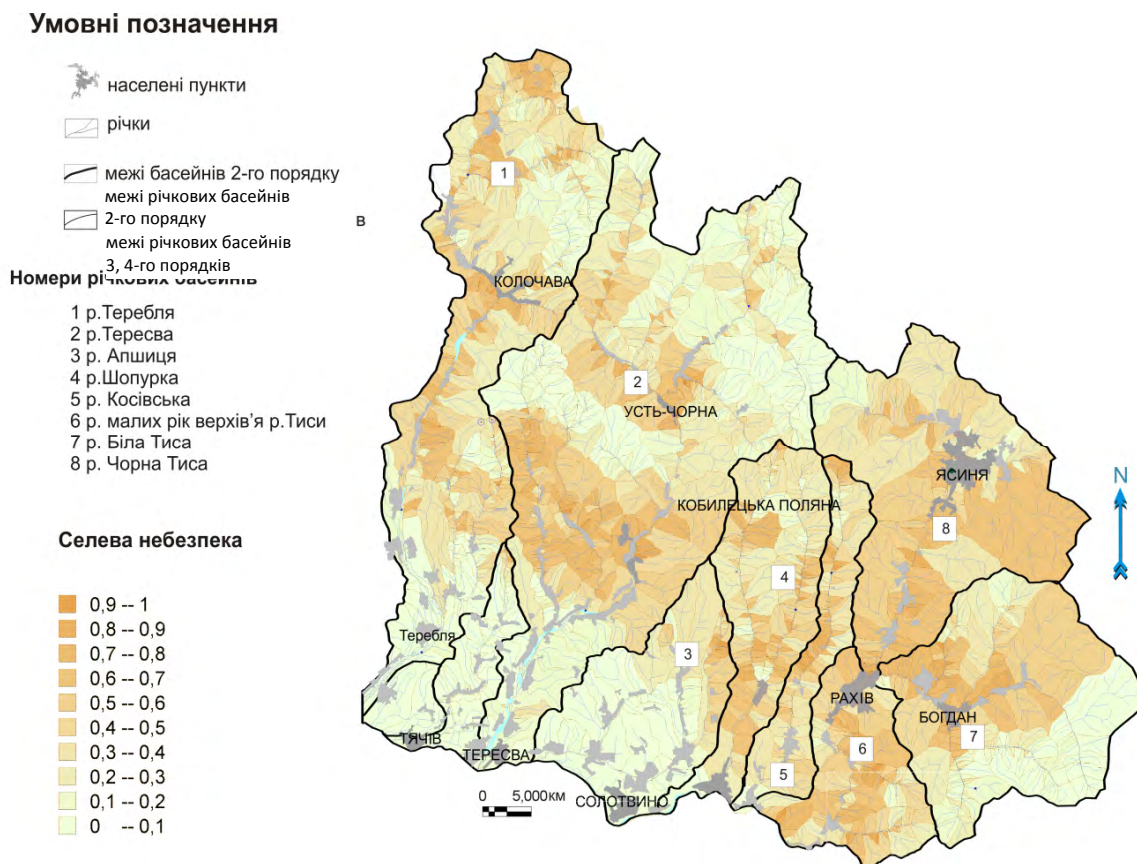 Умовні позначення
населені пункти
річки
межі басейнів 2-го порядку
межі річкових басейнів
2-го порядку
межі річкових басейнів
3, 4-го порядків
Номери річкових басейнів
1 р.Теребля
2 р.Тересва
3 р. Апшиця
4 р.Шопурка
5 р. Косівська
6 р. малих рік верхів’я р.Тиси
7 р. Біла Тиса
8 р. Чорна Тиса
Селева небезпека
0,9 -- 1
0,8 -- 0,9
0,7 -- 0,8
0,6 -- 0,7
0,5 -- 0,6
0,4 -- 0,5
0,3 -- 0,4
0,2 -- 0,3
0,1 -- 0,2
0 -- 0,1
в
1
КОЛОЧАВА
2
УСТЬ-ЧОРНА
ЯСИНЯ
КОБИЛЕЦЬКА ПОЛЯНА
8
4
N
Теребля
3
РАХІВ
БОГДАН
7
6
ТЯЧІВ
ТЕРЕСВА
5
СОЛОТВИНО
0 5,000км